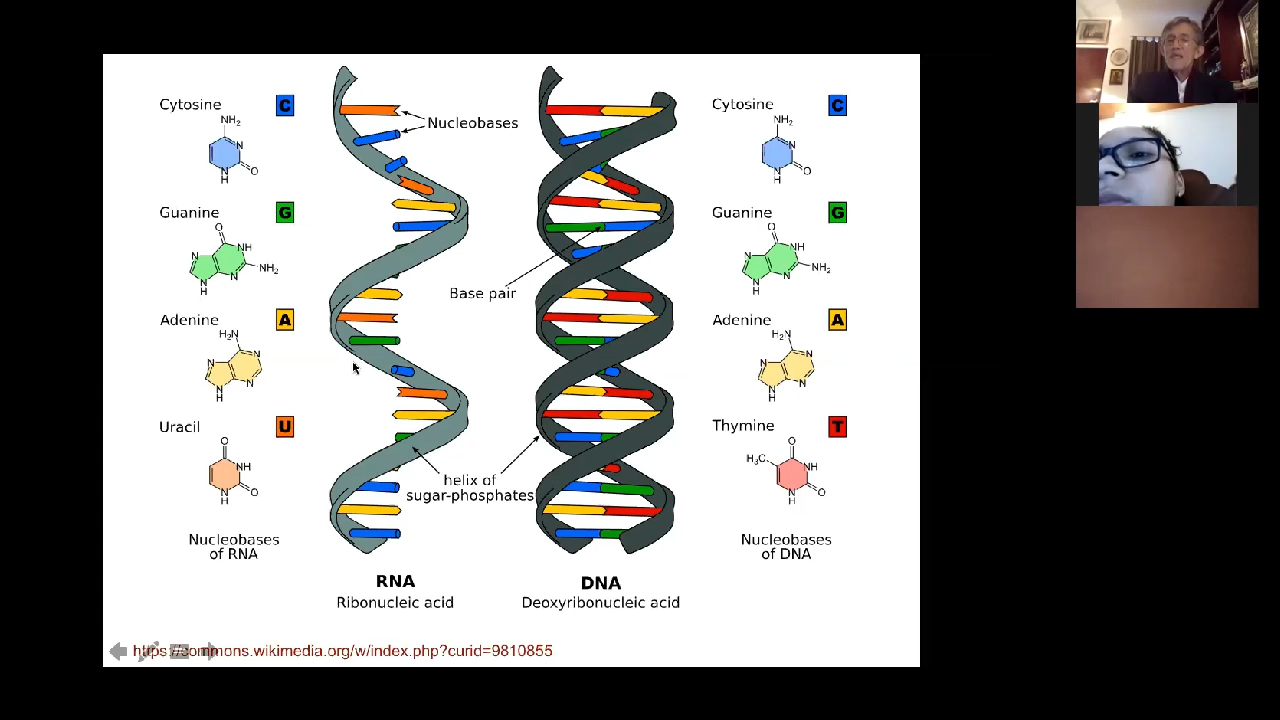 Cytosine C
NH₂
N
N
H
O
Guanine G
O
N
NH
N
H
N
NH₂
Adenine A
H₂N
N
N
N
H
N
Uracil U
O
NH
N
H
O
Nucleobases
of RNA
Nucleobases
Base pair
helix of
sugar-phosphates
RNA
Ribonucleic acid
DNA
Deoxyribonucleic acid
Cytosine C
NH₂
N
N
H
O
Guanine G
O
N
NH
N
H
N
NH₂
Adenine A
H₂N
N
N
N
H
N
Thymine T
O
H₃C
NH
N
H
O
Nucleobases
of DNA
https://commons.wikimedia.org/w/index.php?curid=9810855